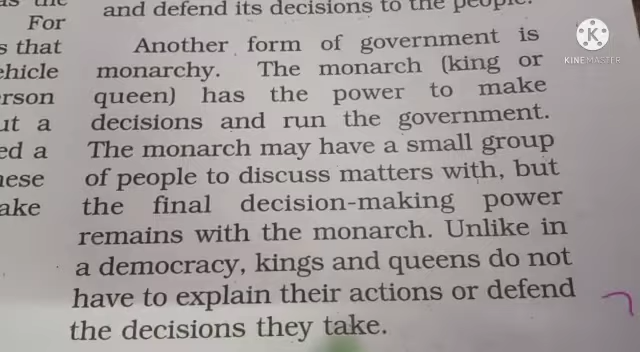 For
s that
ehicle
erson
ut a
ed a
hese
ake
and defend its decisions to the people.
Another form of government is
monarchy. The monarch (king or
queen) has the power to make
decisions and run the government.
The monarch may have a small group
of people to discuss matters with, but
the final decision-making power
remains with the monarch. Unlike in
a democracy, kings and queens do not
have to explain their actions or defend
the decisions they take.
K
KINEMASTER